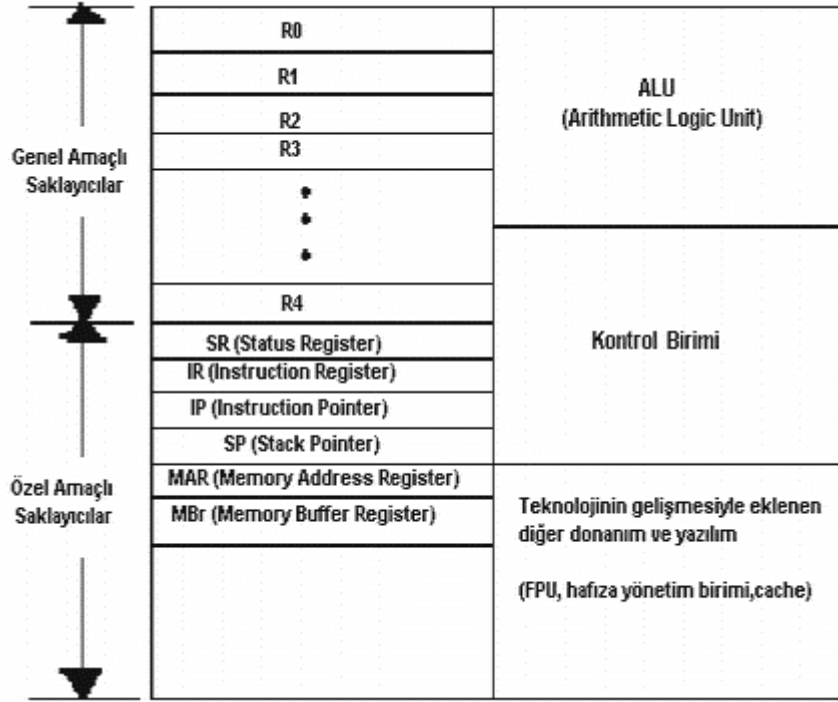 Genel Amaçlı
Saklayıcılar
Özel Amaçlı
Saklayıcılar
R0
R1
R2
R3
R4
SR (Status Register)
IR (Instruction Register)
IP (Instruction Pointer)
SP (Stack Pointer)
MAR (Memory Address Register)
MBr (Memory Buffer Register)
ALU
(Arithmetic Logic Unit)
Kontrol Birimi
Teknolojinin gelişmesiyle eklenen
diğer donanım ve yazılım
(FPU, hafıza yönetim birimi,cache)